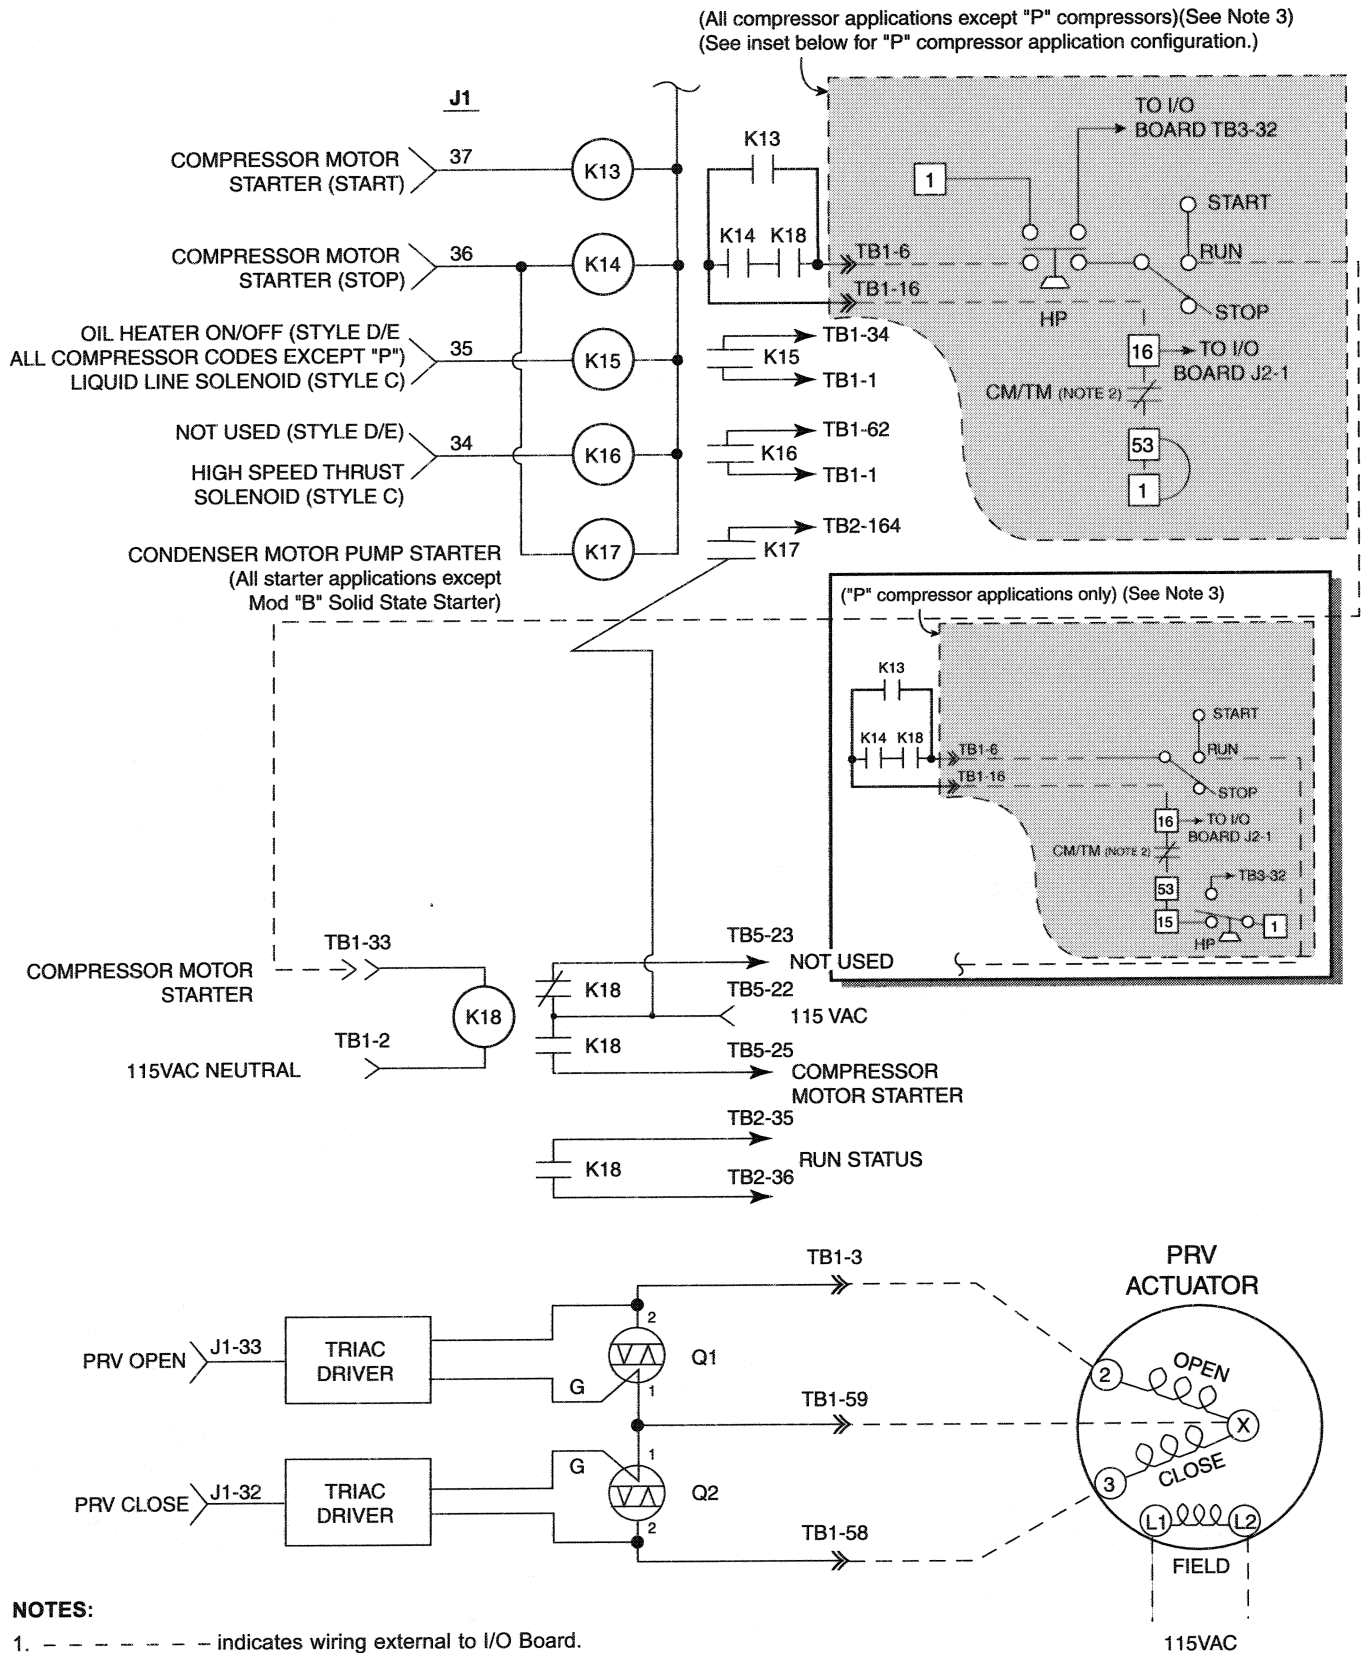 (All compressor applications except "P" compressors)(See Note 3)
(See inset below for "P" compressor application configuration.)
J1
COMPRESSOR MOTOR
STARTER (START)
37
K13
COMPRESSOR MOTOR
STARTER (STOP)
36
K14
OIL HEATER ON/OFF (STYLE D/E
ALL COMPRESSOR CODES EXCEPT "P")
LIQUID LINE SOLENOID (STYLE C)
35
K15
NOT USED (STYLE D/E)
HIGH SPEED THRUST
SOLENOID (STYLE C)
34
K16
CONDENSER MOTOR PUMP STARTER
(All starter applications except
Mod "B" Solid State Starter)
K17
K13
K14
K18
TB1-6
TB1-16
TB1-34
K15
TB1-1
TB1-62
K16
TB1-1
TB2-164
K17
TO I/O
BOARD TB3-32
1
START
RUN
STOP
HP
16
TO I/O
BOARD J2-1
CM/TM (NOTE 2)
53
1
("P" compressor applications only) (See Note 3)
K13
K14
K18
TB1-6
TB1-16
START
RUN
STOP
16
TO I/O
BOARD J2-1
CM/TM (NOTE 2)
53
TB3-32
15
HP
1
COMPRESSOR MOTOR
STARTER
TB1-33
K18
TB1-2
115VAC NEUTRAL
TB5-23
NOT USED
K18
TB5-22
115 VAC
K18
TB5-25
COMPRESSOR
MOTOR STARTER
TB2-35
K18
RUN STATUS
TB2-36
PRV OPEN
J1-33
TRIAC
DRIVER
G
2
Q1
1
TB1-3
TB1-59
PRV CLOSE
J1-32
TRIAC
DRIVER
G
1
Q2
2
TB1-58
PRV
ACTUATOR
2
OPEN
X
3
CLOSE
L1
L2
FIELD
115VAC
NOTES:
1. – – – – – – – indicates wiring external to I/O Board.